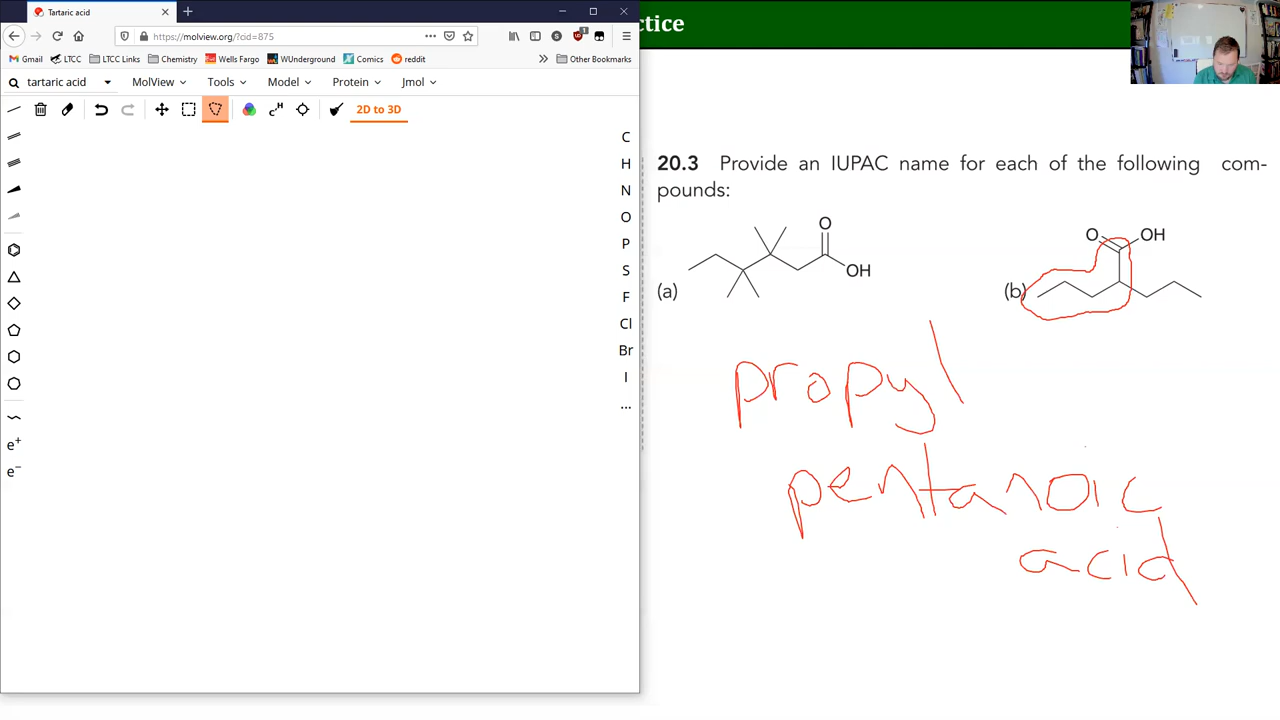 Tartaric acid
https://molview.org/?cid=875
Gmail LTCC LTCC Links Chemistry Wells Fargo WUnderground Comics reddit Other Bookmarks
tartaric acid MolView Tools Model Protein Jmol
2D to 3D
C
H
N
O
P
S
F
Cl
Br
I
...
e+
e−
ctice
20.3 Provide an IUPAC name for each of the following com-
pounds:
O
OH
(a)
O
OH
(b)
propyl
pentanoic
acid